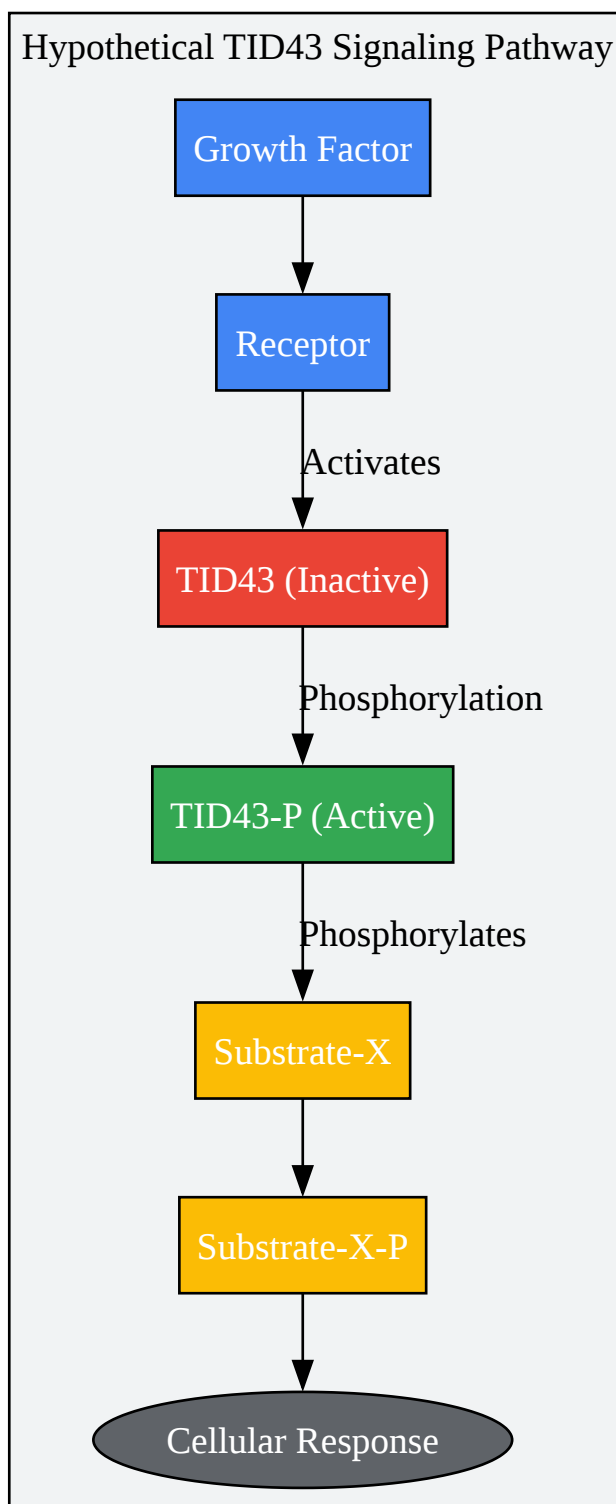 Hypothetical TID43 Signaling Pathway
Growth Factor
Receptor
Activates
TID43 (Inactive)
Phosphorylation
TID43-P (Active)
Phosphorylates
Substrate-X
Substrate-X-P
Cellular Response